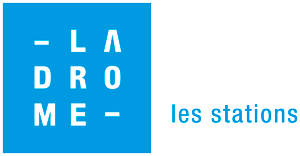 – LA
DRO
ME –
les stations